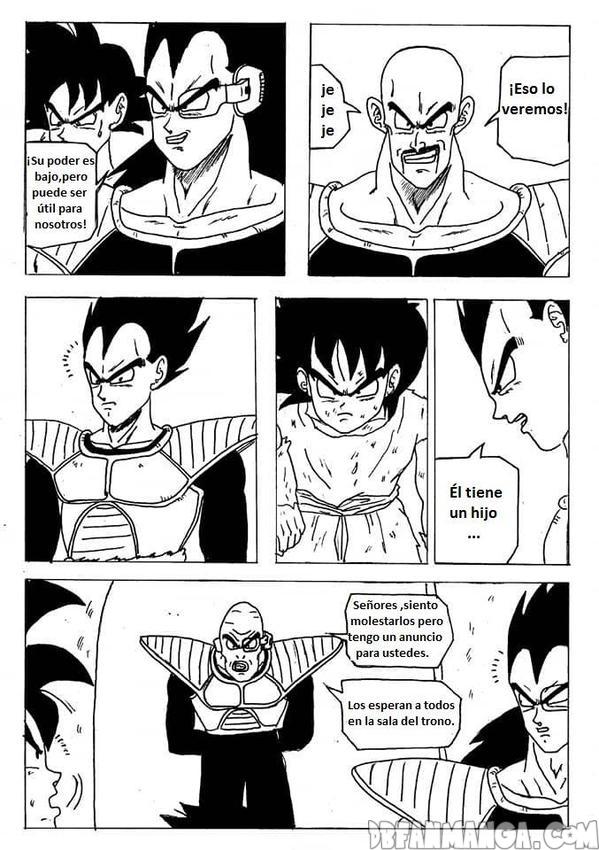 ¡Su poder es
bajo,pero
puede ser
útil para
nosotros!
je
je
je
¡Eso lo
veremos!
Él tiene
un hijo
...
Señores ,siento
molestarlos pero
tengo un anuncio
para ustedes.
Los esperan a todos
en la sala del trono.
DBFANMANGA.COM